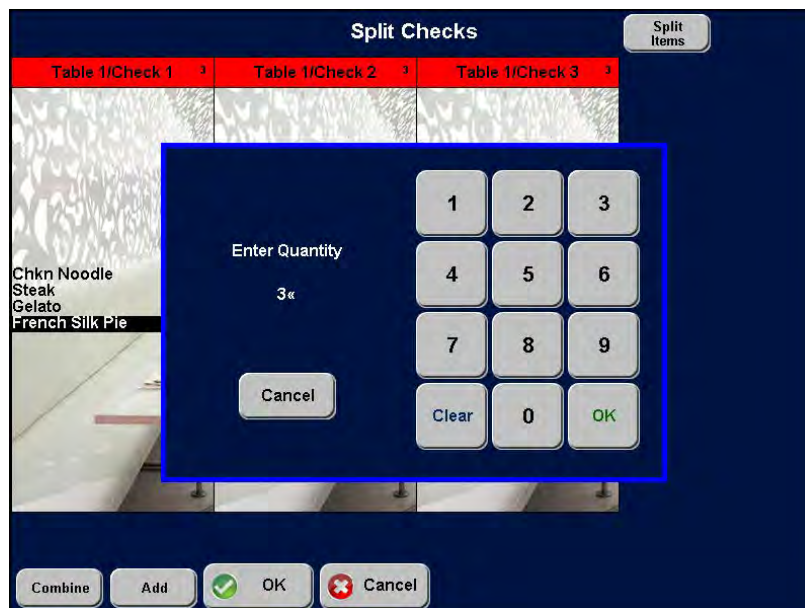 Split Checks
Split
Items
Table 1/Check 1 3
Table 1/Check 2 3
Table 1/Check 3 3
Chkn Noodle
Steak
Gelato
French Silk Pie
Enter Quantity
3«
Cancel
1 2 3
4 5 6
7 8 9
Clear 0 OK
Combine Add OK Cancel